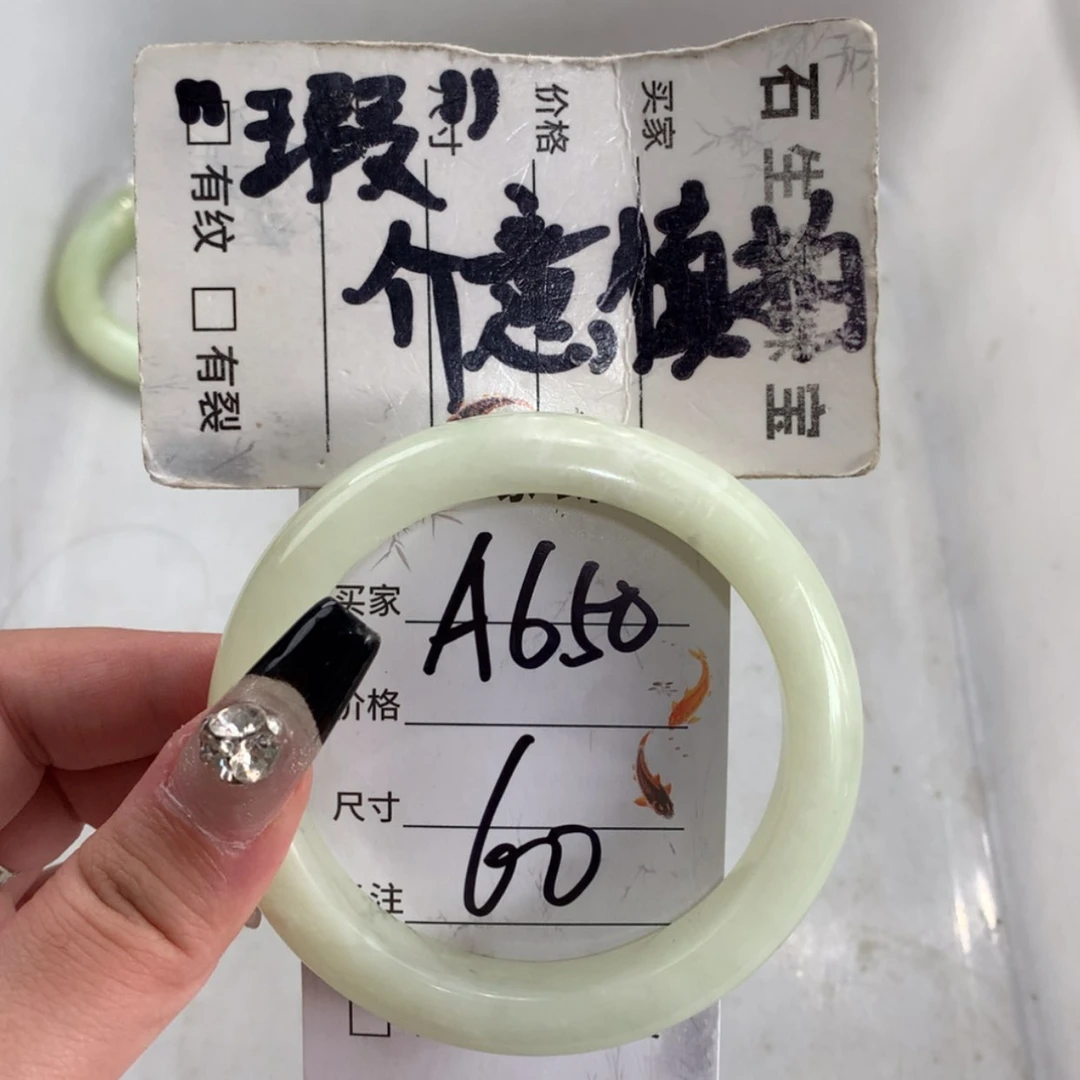 石生 宝
买家
价格
尺寸
瑕
介意慎拍
□ 有纹 □ 有裂
买家 A650
价格
尺寸
注 60